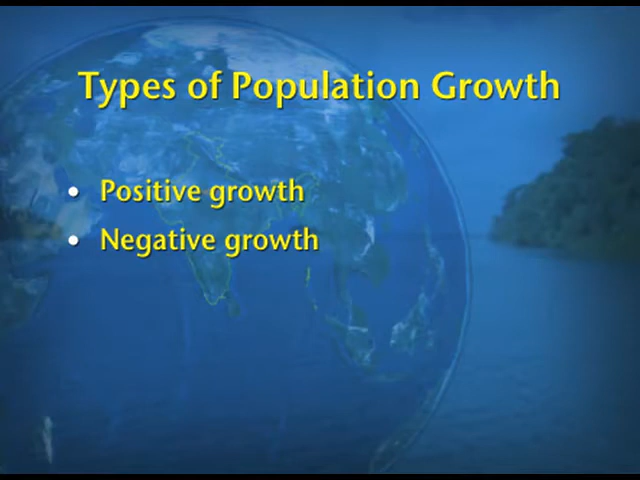 Types of Population Growth
• Positive growth
• Negative growth